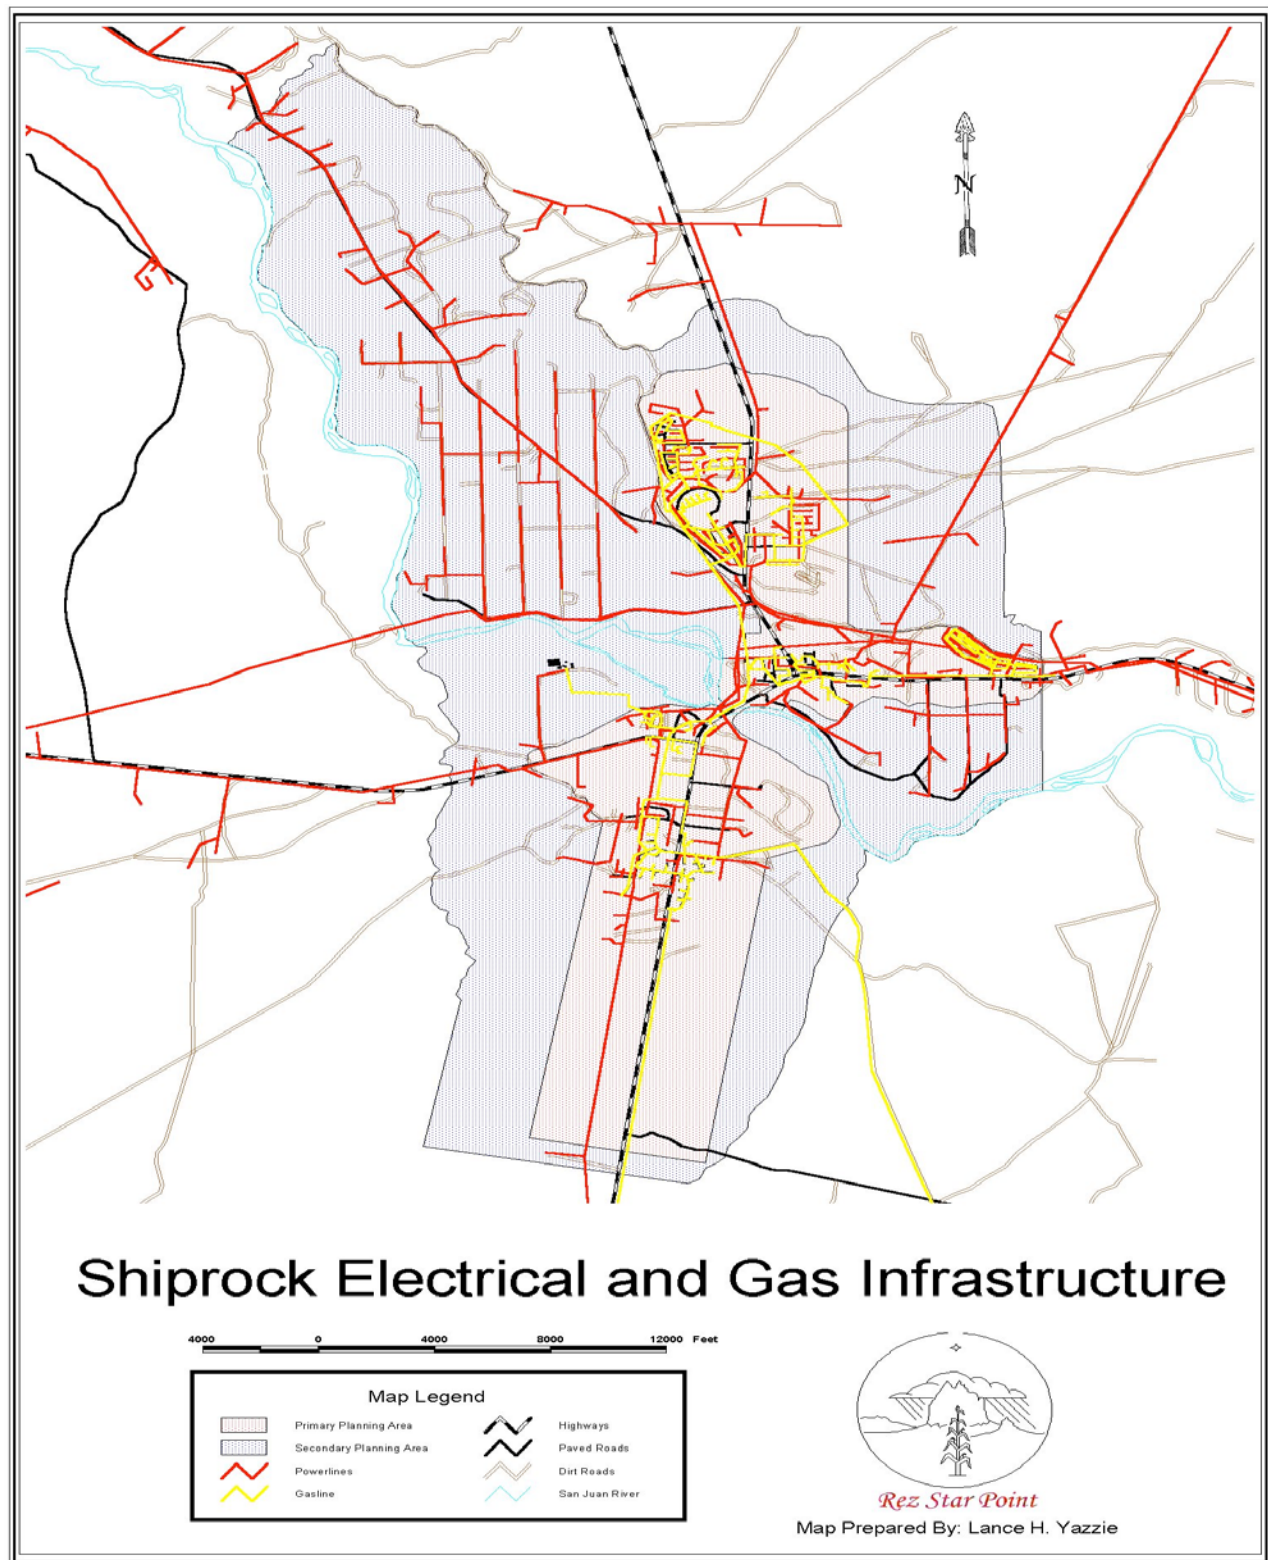 N
Shiprock Electrical and Gas Infrastructure
4000 0 4000 8000 12000 Feet
Map Legend
Primary Planning Area
Secondary Planning Area
Powerlines
Gasline
Highways
Paved Roads
Dirt Roads
San Juan River
Rez Star Point
Map Prepared By: Lance H. Yazzie